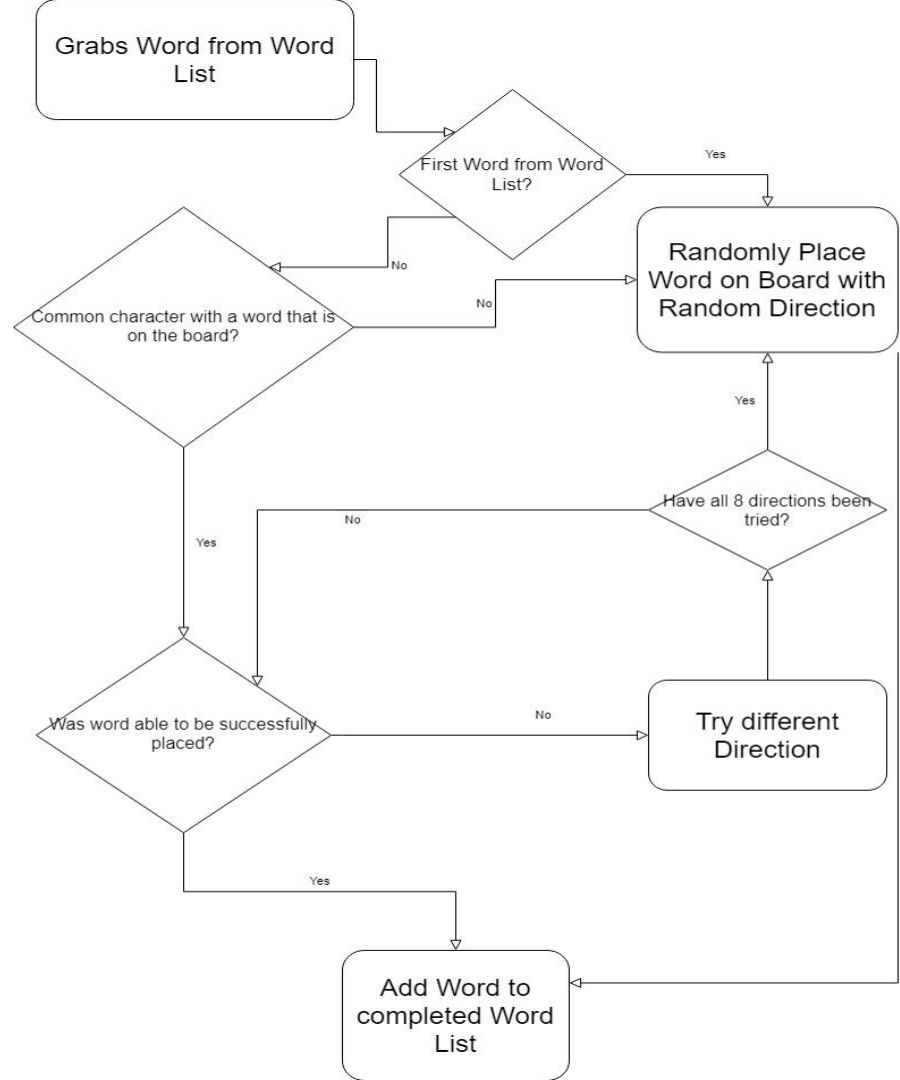 Grabs Word from Word
List
First Word from Word
List?
Yes
No
Randomly Place
Word on Board with
Random Direction
Common character with a word that is
on the board?
No
Yes
Have all 8 directions been
tried?
Yes
No
Was word able to be successfully
placed?
No
Try different
Direction
Yes
Add Word to
completed Word
List